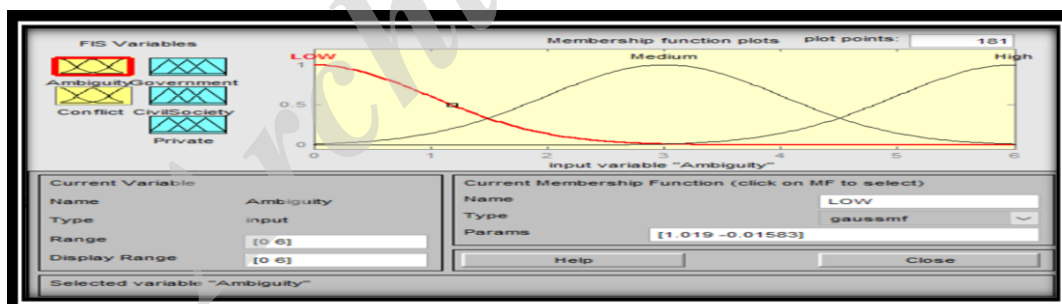 FIS Variables
Membership function plots plot points: 181
LOW Medium High
1
Ambiguity Government
0.5
Conflict CivilSociety
Private
0
0 1 2 3 4 5 6
input variable "Ambiguity"
Current Variable
Name Ambiguity
Type input
Range [0 6]
Display Range [0 6]
Current Membership Function (click on MF to select)
Name LOW
Type gaussmf
Params [1.019 -0.01583]
Help Close
Selected variable "Ambiguity"